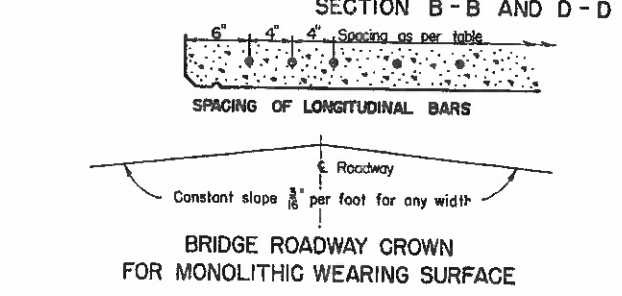 SECTION B-B AND D-D
6" 4" 4" Spacing as per table
SPACING OF LONGITUDINAL BARS
℄ Roadway
Constant slope 3/16" per foot for any width
BRIDGE ROADWAY CROWN
FOR MONOLITHIC WEARING SURFACE